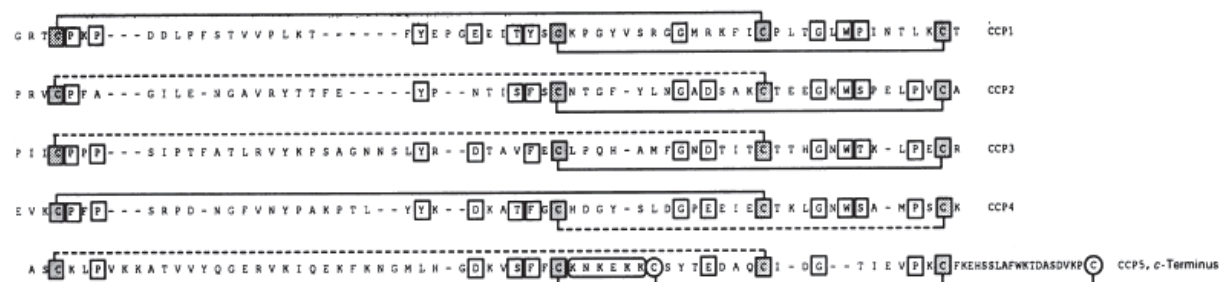 G R T C P K P - - - D D L P F S T V V P L K T - - - - - - F Y E P G E E I T Y S C K P G Y V S R G G M R K F I C P L T G L W P I N T L K C T CCP1
P R V C P F A - - - G I L E - N G A V R Y T T F E - - - - - Y P - - N T I S F S C N T G F - Y L N G A D S A K C T E E G K W S P E L P V C A CCP2
P I I C P P P - - - S I P T F A T L R V Y K P S A G N N S L Y R - - D T A V F E C L P Q H - A M F G N D T I T C T T H G N W T K - L P E C R CCP3
E V K C P F P - - - S R P D - N G F V N Y P A K P T L - - Y Y K - - D K A T F G C H D G Y - S L D G P E E I E C T K L G N W S A - M P S C K CCP4
A S C K L P V K K A T V V Y Q G E R V K I Q E K F K N G M L H - G D K V S F F C K N K E K K C S Y T E D A Q C I - D G - - T I E V P K C F K E H S S L A F W K T D A S D V K P C CCP5, c-Terminus